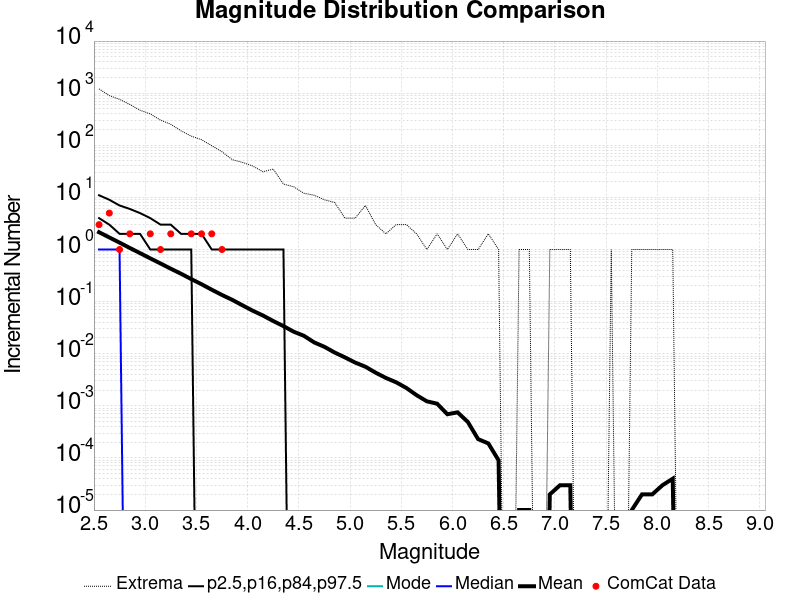 Magnitude Distribution Comparison
10 4
10 3
10 2
10 1
10 0
10 -1
10 -2
10 -3
10 -4
10 -5
Incremental Number
2.5 3.0 3.5 4.0 4.5 5.0 5.5 6.0 6.5 7.0 7.5 8.0 8.5 9.0
Magnitude
Extrema p2.5,p16,p84,p97.5 Mode Median Mean ComCat Data